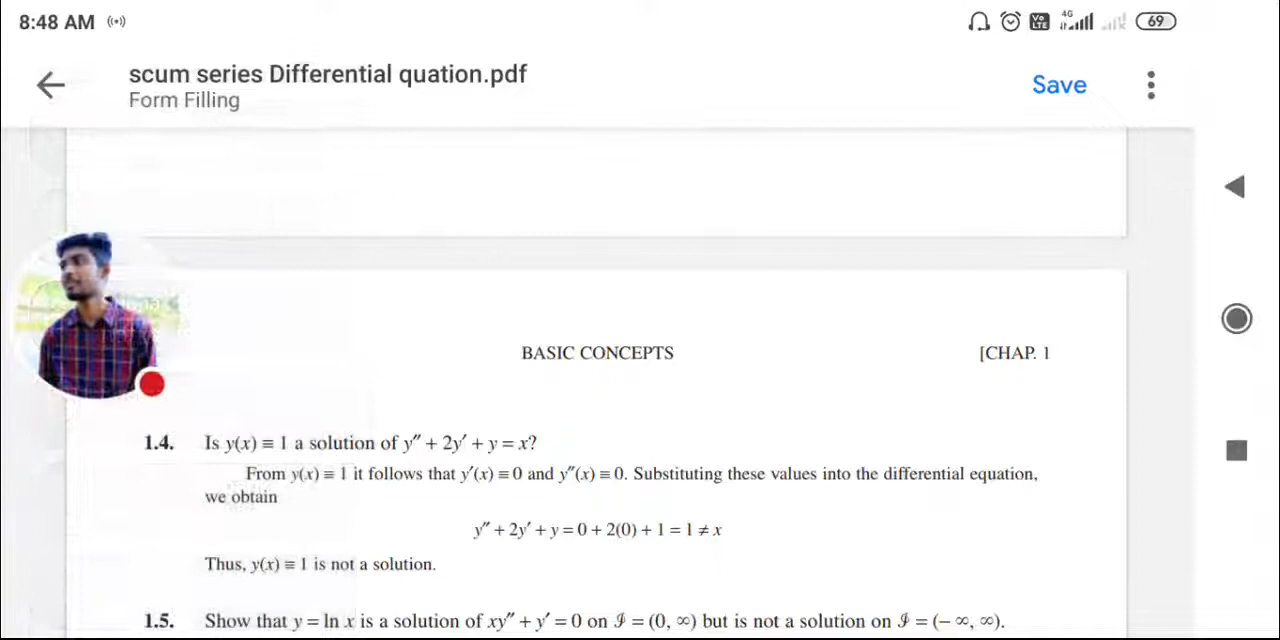 8:48 AM
Vo LTE 4G 69
scum series Differential quation.pdf
Form Filling
Save
BASIC CONCEPTS [CHAP. 1
1.4. Is y(x) ≡ 1 a solution of y″ + 2y′ + y = x?
From y(x) ≡ 1 it follows that y′(x) ≡ 0 and y″(x) ≡ 0. Substituting these values into the differential equation,
we obtain
y″ + 2y′ + y = 0 + 2(0) + 1 = 1 ≠ x
Thus, y(x) ≡ 1 is not a solution.
1.5. Show that y = ln x is a solution of xy″ + y′ = 0 on ℐ = (0, ∞) but is not a solution on ℐ = (− ∞, ∞).